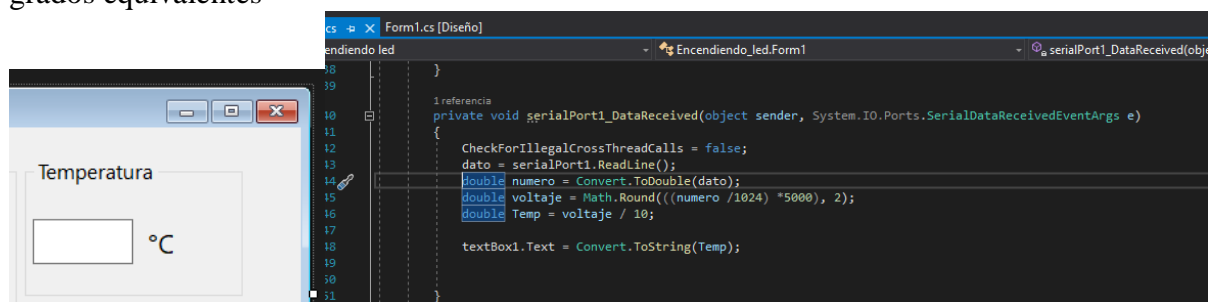 grados equivalentes
Temperatura
°C
cs Form1.cs [Diseño]
endiendo led Encendiendo_led.Form1 serialPort1_DataReceived(obje
38 }
39
1 referencia
40 private void serialPort1_DataReceived(object sender, System.IO.Ports.SerialDataReceivedEventArgs e)
41 {
42 CheckForIllegalCrossThreadCalls = false;
43 dato = serialPort1.ReadLine();
44 double numero = Convert.ToDouble(dato);
45 double voltaje = Math.Round(((numero /1024) *5000), 2);
46 double Temp = voltaje / 10;
47
48 textBox1.Text = Convert.ToString(Temp);
49
50
51 }